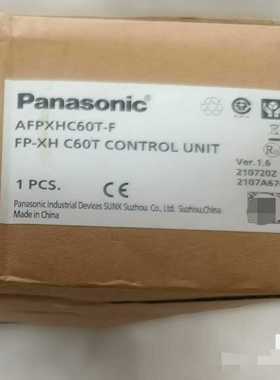 Panasonic
AFPXHC60T-F
FP-XH C60T CONTROL UNIT
Ver.1.6
210720Z
1 PCS.
Panasonic Industrial Devices SUNX Suzhou Co., Ltd.
Suzhou, China
MADE IN CHINA